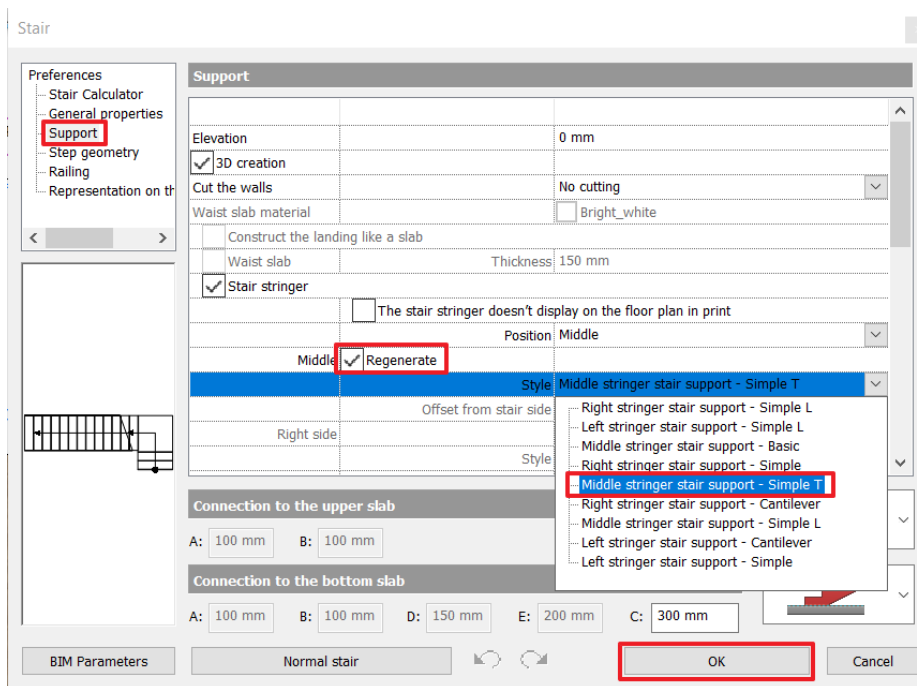 Stair
Preferences
Stair Calculator
General properties
Support
Step geometry
Railing
Representation on th
Support
Elevation 0 mm
3D creation
Cut the walls No cutting
Waist slab material Bright_white
Construct the landing like a slab
Waist slab Thickness 150 mm
Stair stringer
The stair stringer doesn't display on the floor plan in print
Position Middle
Middle Regenerate
Style Middle stringer stair support - Simple T
Offset from stair side
Right side
Style
Right stringer stair support - Simple L
Left stringer stair support - Simple L
Middle stringer stair support - Basic
Right stringer stair support - Simple
Middle stringer stair support - Simple T
Right stringer stair support - Cantilever
Middle stringer stair support - Simple L
Left stringer stair support - Cantilever
Left stringer stair support - Simple
Connection to the upper slab
A: 100 mm B: 100 mm
Connection to the bottom slab
A: 100 mm B: 100 mm D: 150 mm E: 200 mm C: 300 mm
BIM Parameters Normal stair OK Cancel